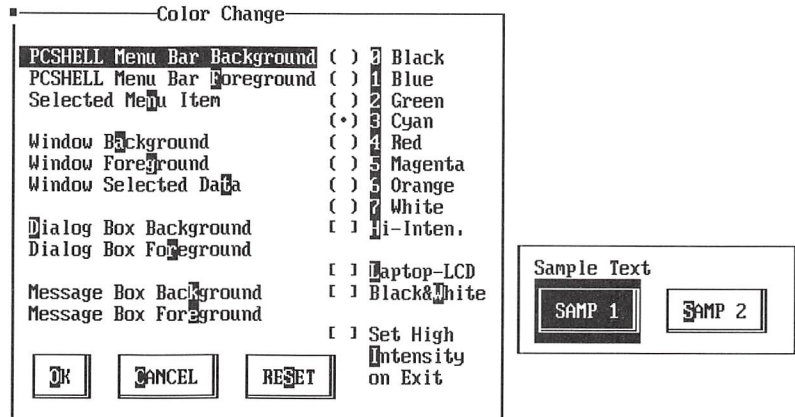 Color Change
PCSHELL Menu Bar Background ( ) 0 Black
PCSHELL Menu Bar Foreground ( ) 1 Blue
Selected Menu Item ( ) 2 Green
(•) 3 Cyan
Window Background ( ) 4 Red
Window Foreground ( ) 5 Magenta
Window Selected Data ( ) 6 Orange
( ) 7 White
Dialog Box Background [ ] Hi-Inten.
Dialog Box Foreground
[ ] Laptop-LCD
Message Box Background [ ] Black&White
Message Box Foreground
[ ] Set High
Intensity
on Exit
OK CANCEL RESET
Sample Text
SAMP 1 SAMP 2